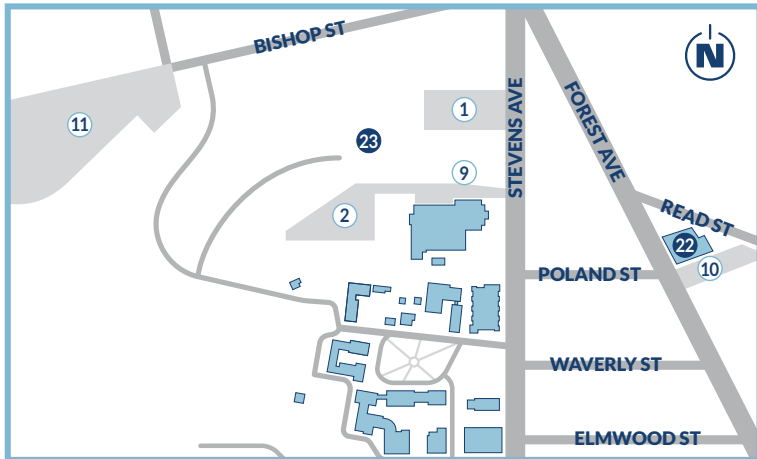 BISHOP ST
STEVENS AVE
FOREST AVE
N
11
1
23
9
2
READ ST
22
10
POLAND ST
WAVERLY ST
ELMWOOD ST